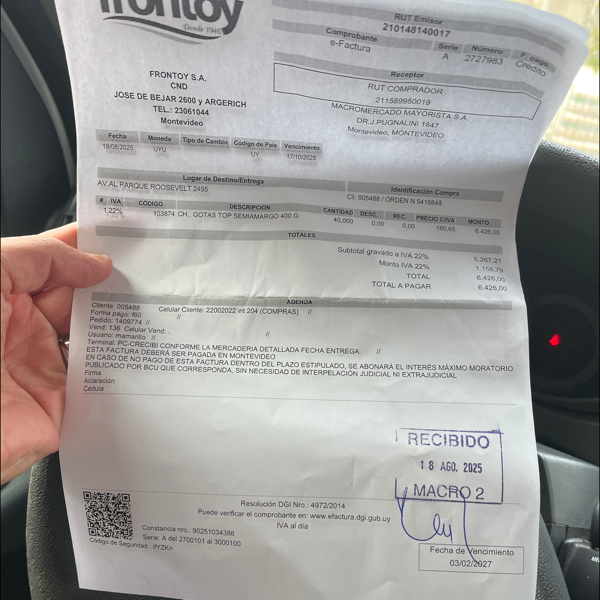 frontoy
Desde 1946
RUT Emisor
210148140017
Comprobante Serie Número F. pago
e-Factura A 2727983 Crédito
Receptor
RUT COMPRADOR
211589950019
MACROMERCADO MAYORISTA S.A.
DR.J.PUGNALINI 1847
Montevideo, MONTEVIDEO
FRONTOY S.A.
CND
JOSE DE BEJAR 2600 y ARGERICH
TEL.: 23061044
Montevideo
Fecha Moneda Tipo de Cambio Código de País Vencimiento
18/08/2025 UYU UY 17/10/2025
Lugar de Destino/Entrega Identificación Compra
AV.AL PARQUE ROOSEVELT 2495 Cli: 005488 / ORDEN N 5416848
# IVA CÓDIGO DESCRIPCIÓN CANTIDAD DESC. REC. PRECIO C/IVA MONTO
1 22% 103874 CH.. GOTAS TOP SEMIAMARGO 400 G 40,000 0,00 0,00 160,65 6.426,00
TOTALES
Subtotal gravado a IVA 22% 5.267,21
Monto IVA 22% 1.158,79
TOTAL 6.426,00
TOTAL A PAGAR 6.426,00
ADENDA
Cliente: 005488 Celular Cliente: 22002022 int 204 (COMPRAS) //
Forma pago: f60 //
Pedido: 1409774 //
Vend: 136. Celular Vend: . //
Usuario: mamarillo //
Terminal: PC-CRECIBI CONFORME LA MERCADERIA DETALLADA FECHA ENTREGA: //
ESTA FACTURA DEBERÁ SER PAGADA EN MONTEVIDEO
EN CASO DE NO PAGO DE ESTA FACTURA DENTRO DEL PLAZO ESTIPULADO, SE ABONARÁ EL INTERÉS MÁXIMO MORATORIO
PUBLICADO POR BCU QUE CORRESPONDA, SIN NECESIDAD DE INTERPELACIÓN JUDICIAL NI EXTRAJUDICIAL
Firma
Aclaración
Cédula
RECIBIDO
18 AGO. 2025
MACRO 2
Resolución DGI Nro.: 4972/2014
Puede verificar el comprobante en: www.efactura.dgi.gub.uy
IVA al día
Constancia nro.: 90251034386
Serie: A del 2700101 al 3000100
Código de Seguridad : ifYZKn
Fecha de Vencimiento
03/02/2027